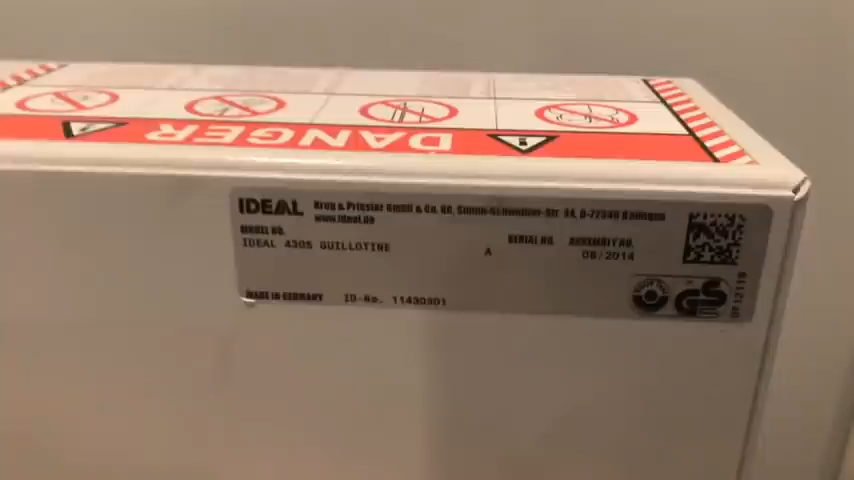 DANGER
IDEAL
Krug & Priester GmbH & Co. KG, Simon-Schweitzer-Str. 34, D-72348 Balingen
www.ideal.de
MODEL NO.
SERIAL NO.
ASSEMBLY NO.
IDEAL 4305 GUILLOTINE
A
08/2014
MADE IN GERMANY
ID-No. 11430301